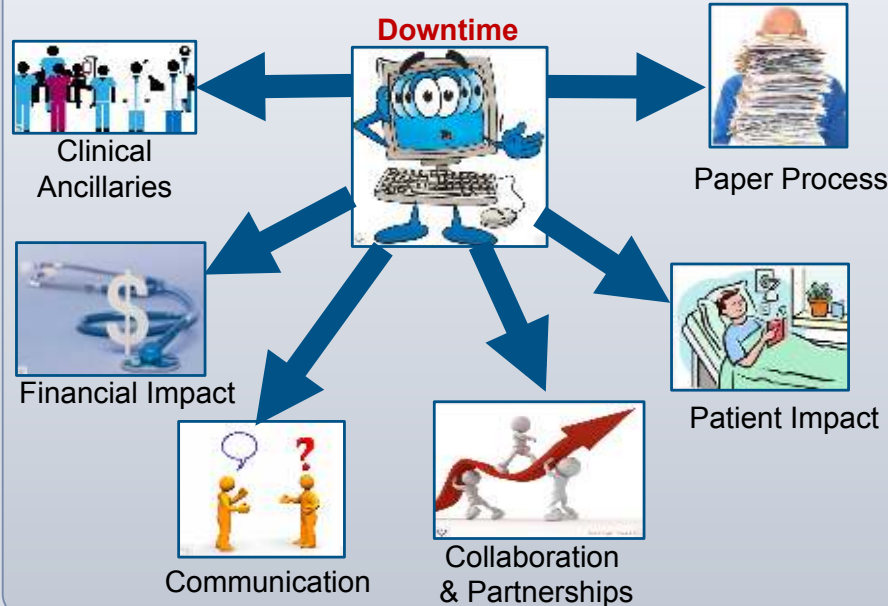 Downtime
Clinical
Ancillaries
Paper Process
$
Financial Impact
Patient Impact
?
Communication
Collaboration
& Partnerships